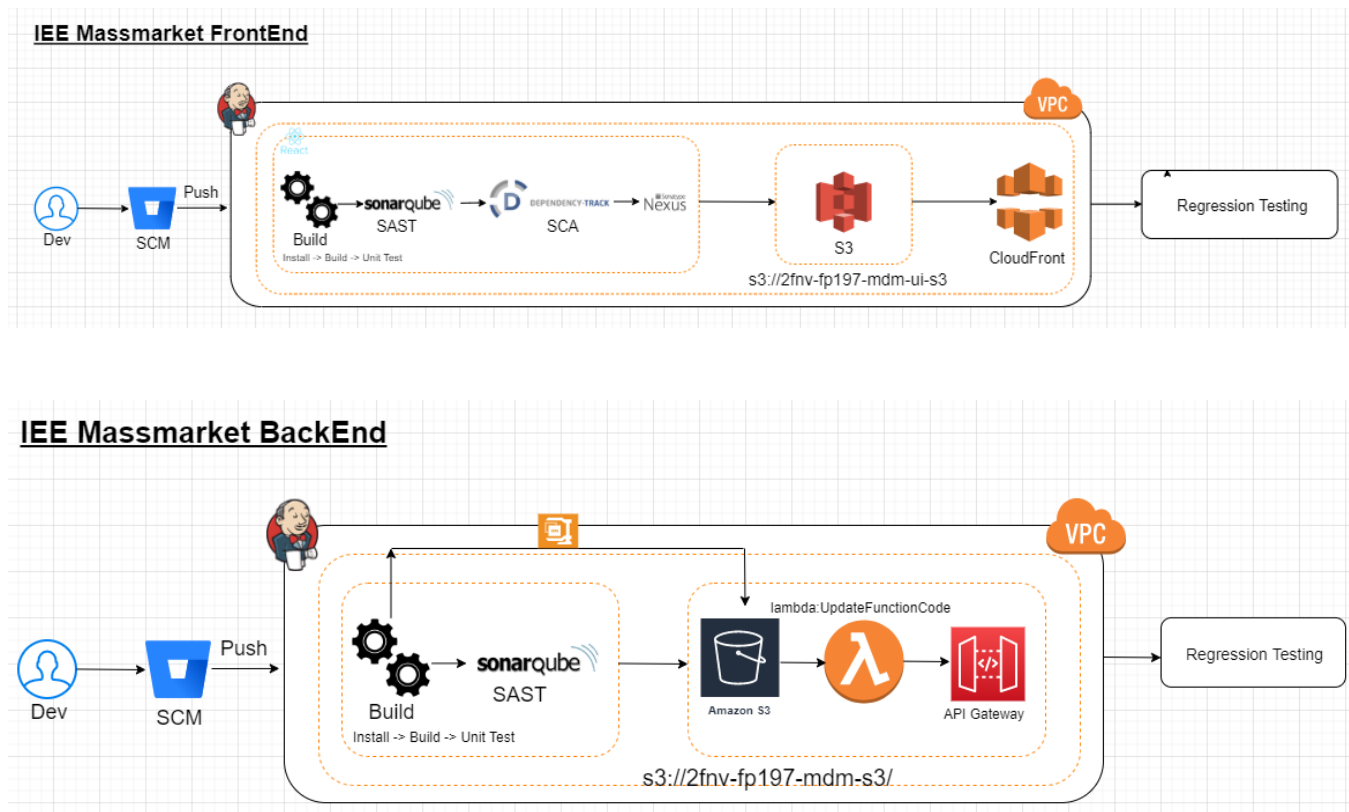 IEE Massmarket FrontEnd
VPC
React
Push
sonarqube
DEPENDENCY-TRACK
sonatype
Nexus
Dev
SCM
Build
SAST
SCA
Install -> Build -> Unit Test
S3
CloudFront
s3://2fnv-fp197-mdm-ui-s3
Regression Testing
IEE Massmarket BackEnd
VPC
lambda:UpdateFunctionCode
Push
sonarqube
SAST
Dev
SCM
Build
Install -> Build -> Unit Test
Amazon S3
API Gateway
Regression Testing
s3://2fnv-fp197-mdm-s3/